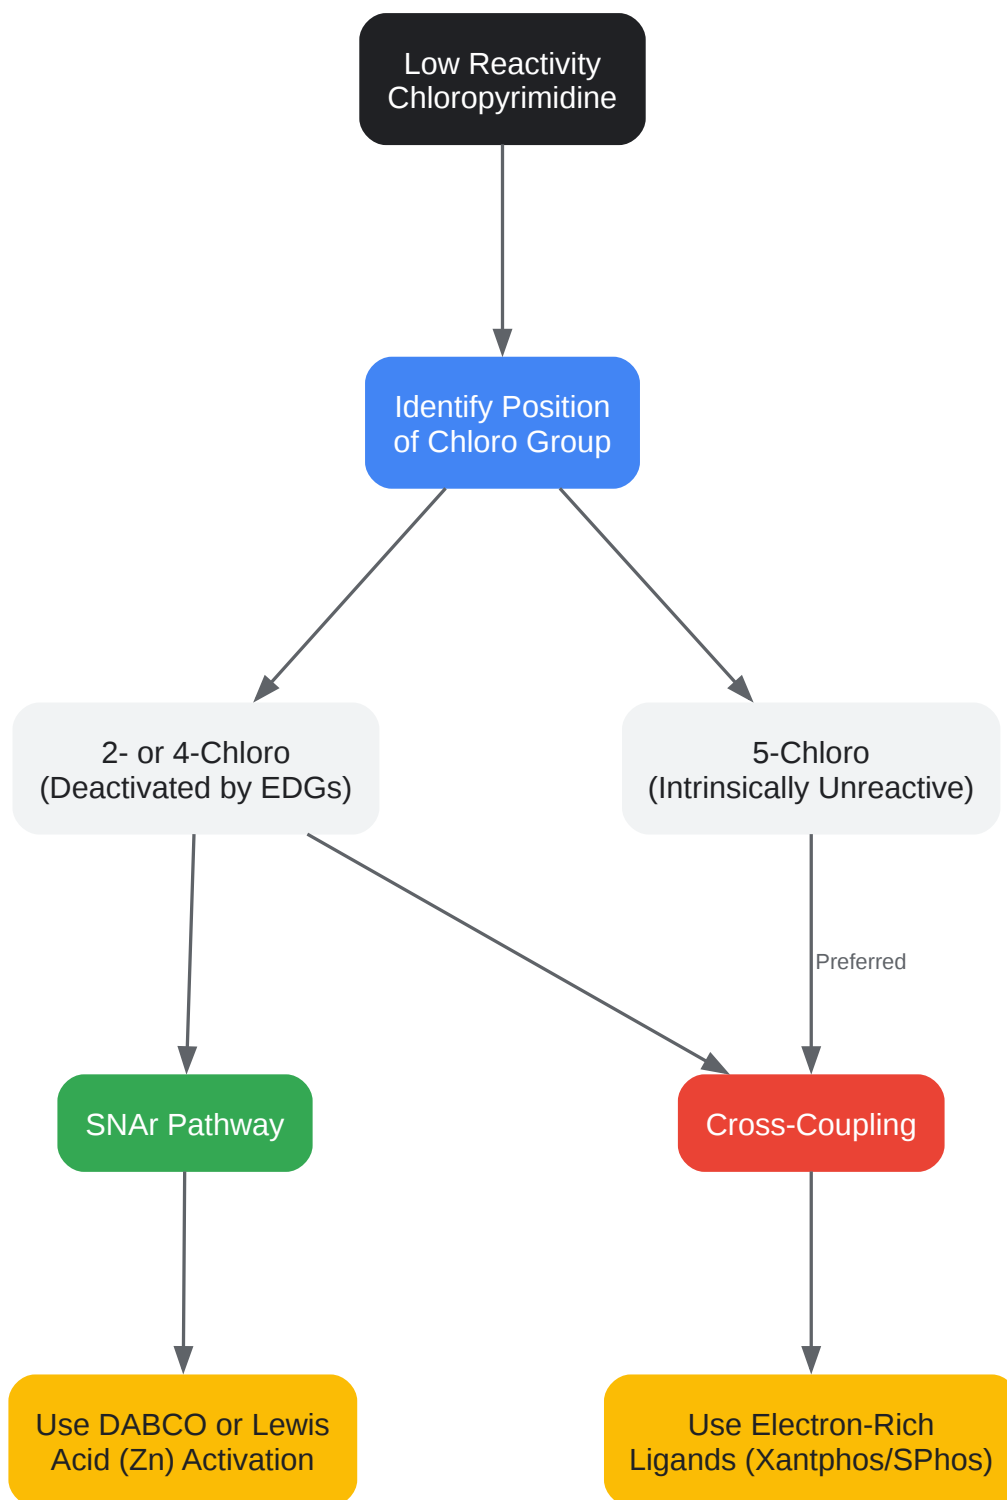 Low Reactivity
Chloropyrimidine
Identify Position
of Chloro Group
2- or 4-Chloro
(Deactivated by EDGs)
5-Chloro
(Intrinsically Unreactive)
Preferred
SNAr Pathway
Cross-Coupling
Use DABCO or Lewis
Acid (Zn) Activation
Use Electron-Rich
Ligands (Xantphos/SPhos)